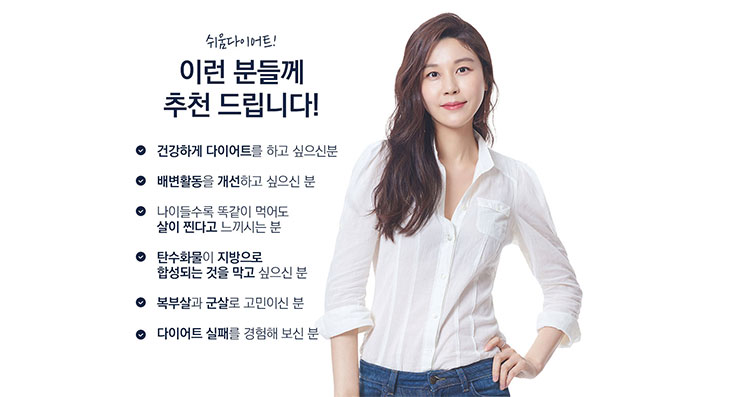 쉬움다이어트!
이런 분들께
추천 드립니다!
건강하게 다이어트를 하고 싶으신분
배변활동을 개선하고 싶으신 분
나이들수록 똑같이 먹어도
살이 찐다고 느끼시는 분
탄수화물이 지방으로
합성되는 것을 막고 싶으신 분
복부살과 군살로 고민이신 분
다이어트 실패를 경험해 보신 분